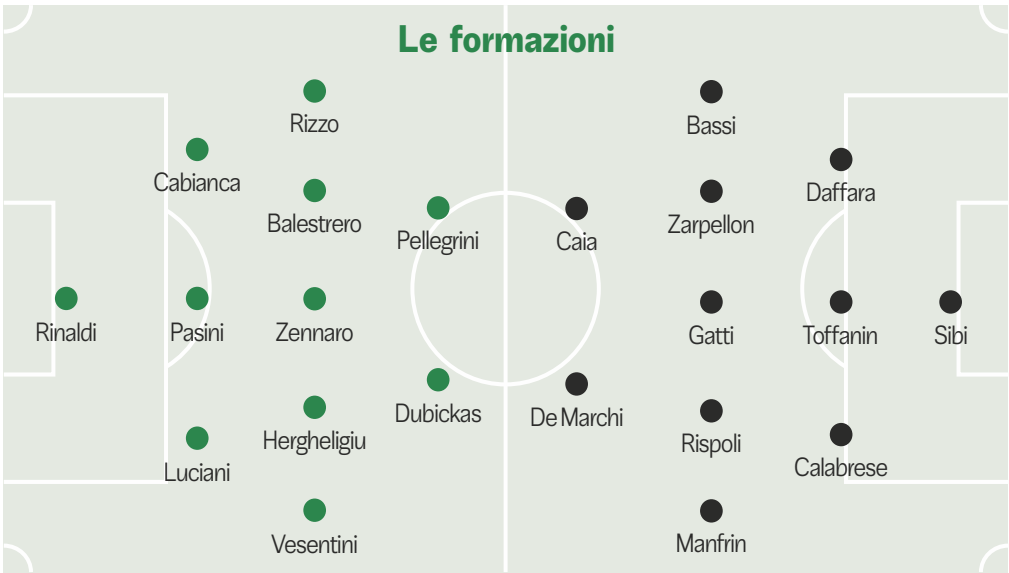 Le formazioni
Rizzo
Cabianca
Balestrero
Pellegrini
Rinaldi
Pasini
Zennaro
Dubickas
Hergheligiu
Luciani
Vesentini
Bassi
Daffara
Zarpellon
Caia
Gatti
Toffanin
Sibi
De Marchi
Rispoli
Calabrese
Manfrin